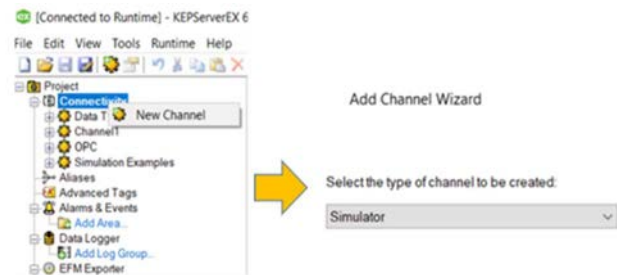 [Connected to Runtime] - KEPServerEX 6
File Edit View Tools Runtime Help
Project
Connectivity
New Channel
Data T
Channel1
OPC
Simulation Examples
Aliases
Advanced Tags
Alarms & Events
Add Area...
Data Logger
Add Log Group...
EFM Exporter
Add Channel Wizard
Select the type of channel to be created:
Simulator